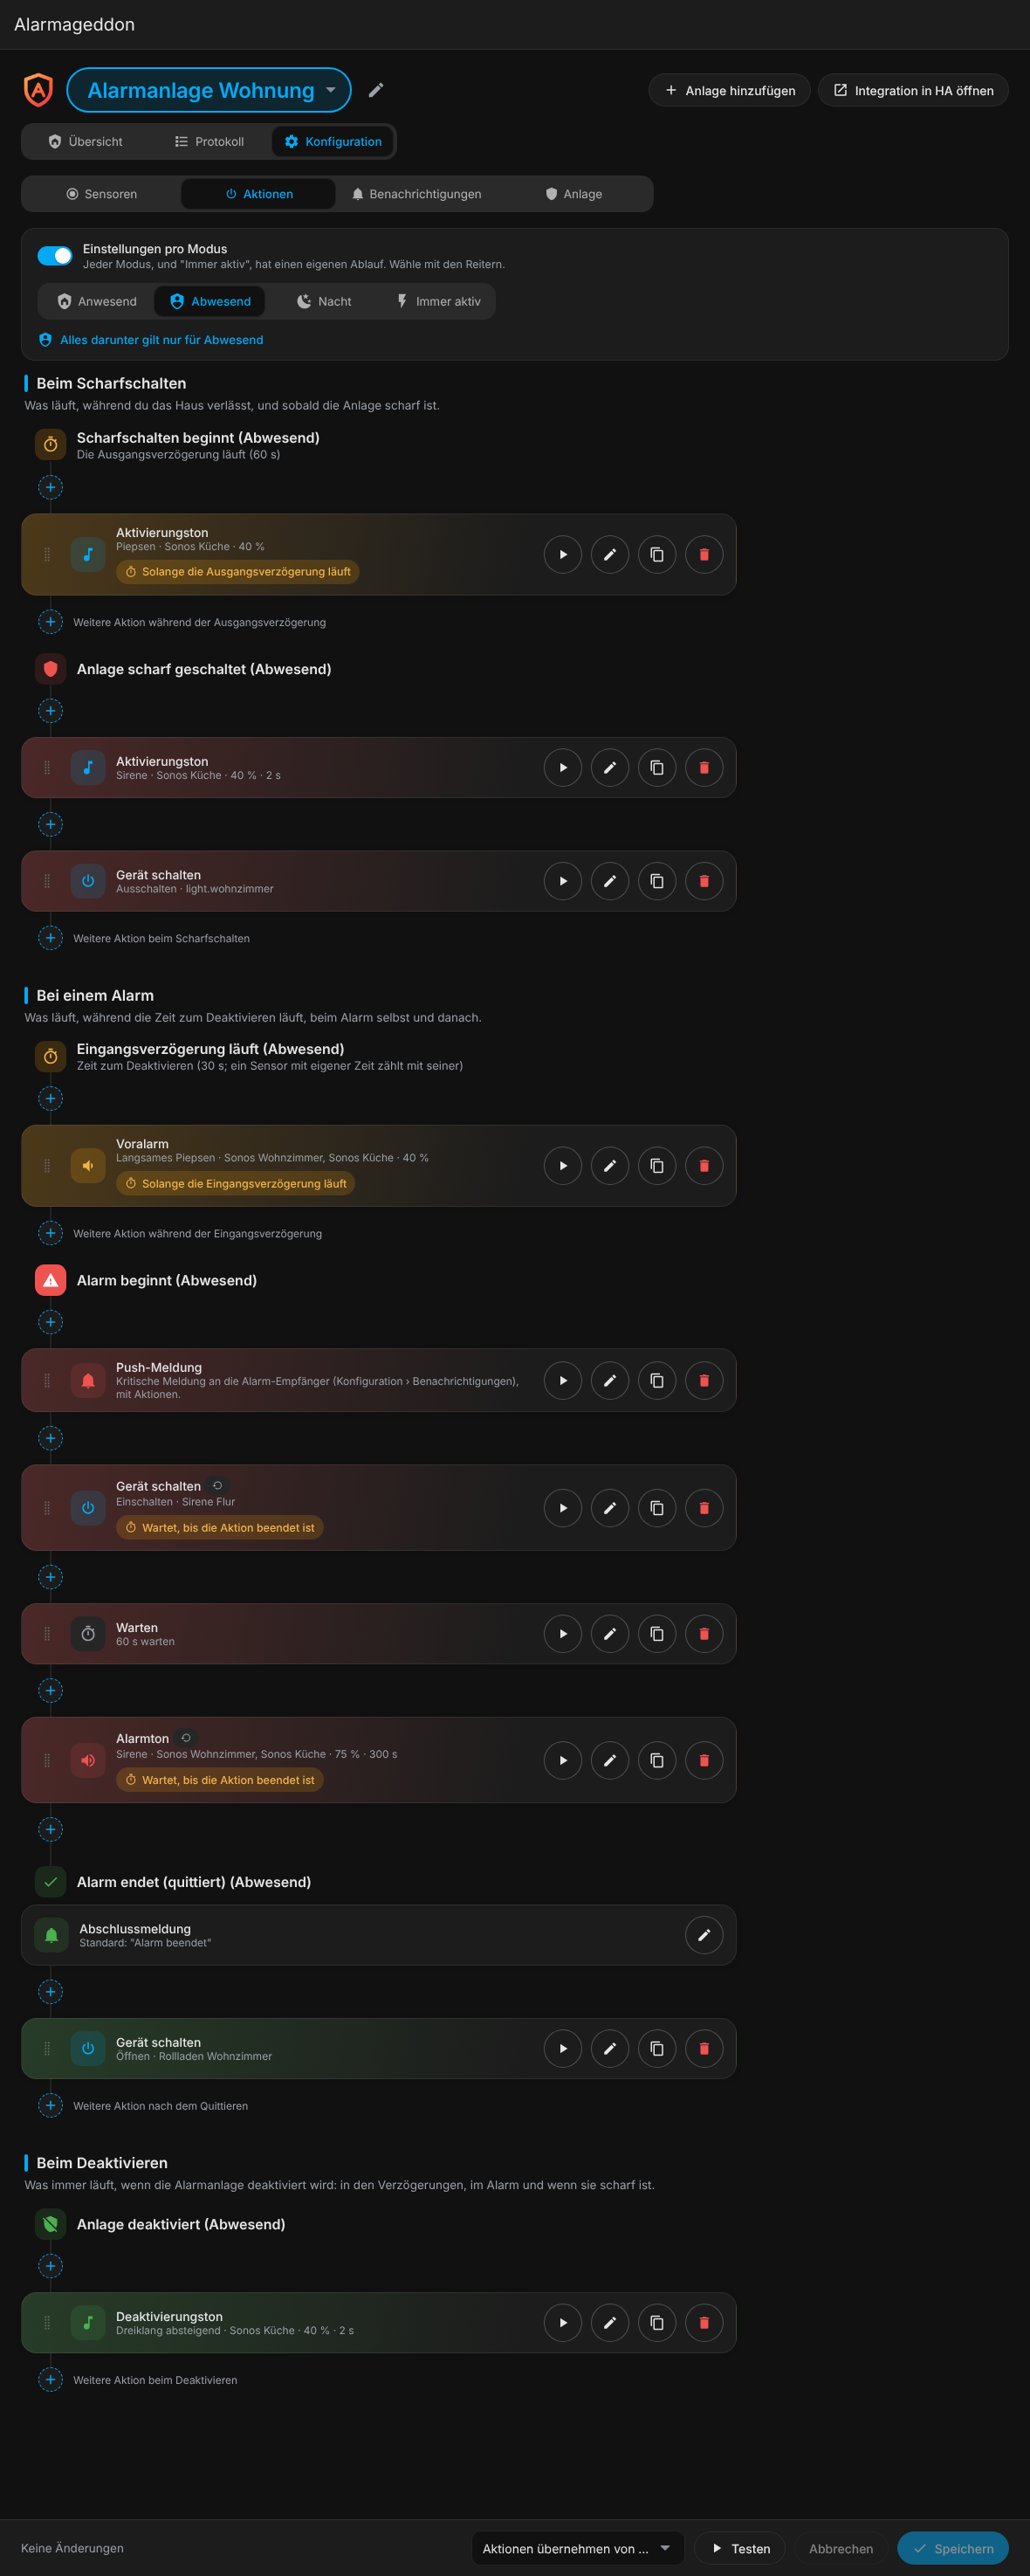 Alarmageddon
Alarmanlage Wohnung
Anlage hinzufügen
Integration in HA öffnen
Übersicht
Protokoll
Konfiguration
Sensoren
Aktionen
Benachrichtigungen
Anlage
Einstellungen pro Modus
Jeder Modus, und "Immer aktiv", hat einen eigenen Ablauf. Wähle mit den Reitern.
Anwesend
Abwesend
Nacht
Immer aktiv
Alles darunter gilt nur für Abwesend
Beim Scharfschalten
Was läuft, während du das Haus verlässt, und sobald die Anlage scharf ist.
Scharfschalten beginnt (Abwesend)
Die Ausgangsverzögerung läuft (60 s)
Aktivierungston
Piepsen · Sonos Küche · 40 %
Solange die Ausgangsverzögerung läuft
Weitere Aktion während der Ausgangsverzögerung
Anlage scharf geschaltet (Abwesend)
Aktivierungston
Sirene · Sonos Küche · 40 % · 2 s
Gerät schalten
Ausschalten · light.wohnzimmer
Weitere Aktion beim Scharfschalten
Bei einem Alarm
Was läuft, während die Zeit zum Deaktivieren läuft, beim Alarm selbst und danach.
Eingangsverzögerung läuft (Abwesend)
Zeit zum Deaktivieren (30 s; ein Sensor mit eigener Zeit zählt mit seiner)
Voralarm
Langsames Piepsen · Sonos Wohnzimmer, Sonos Küche · 40 %
Solange die Eingangsverzögerung läuft
Weitere Aktion während der Eingangsverzögerung
Alarm beginnt (Abwesend)
Push-Meldung
Kritische Meldung an die Alarm-Empfänger (Konfiguration › Benachrichtigungen),
mit Aktionen.
Gerät schalten
Einschalten · Sirene Flur
Wartet, bis die Aktion beendet ist
Warten
60 s warten
Alarmton
Sirene · Sonos Wohnzimmer, Sonos Küche · 75 % · 300 s
Wartet, bis die Aktion beendet ist
Alarm endet (quittiert) (Abwesend)
Abschlussmeldung
Standard: "Alarm beendet"
Gerät schalten
Öffnen · Rollladen Wohnzimmer
Weitere Aktion nach dem Quittieren
Beim Deaktivieren
Was immer läuft, wenn die Alarmanlage deaktiviert wird: in den Verzögerungen, im Alarm und wenn sie scharf ist.
Anlage deaktiviert (Abwesend)
Deaktivierungston
Dreiklang absteigend · Sonos Küche · 40 % · 2 s
Weitere Aktion beim Deaktivieren
Keine Änderungen
Aktionen übernehmen von ...
Testen
Abbrechen
Speichern